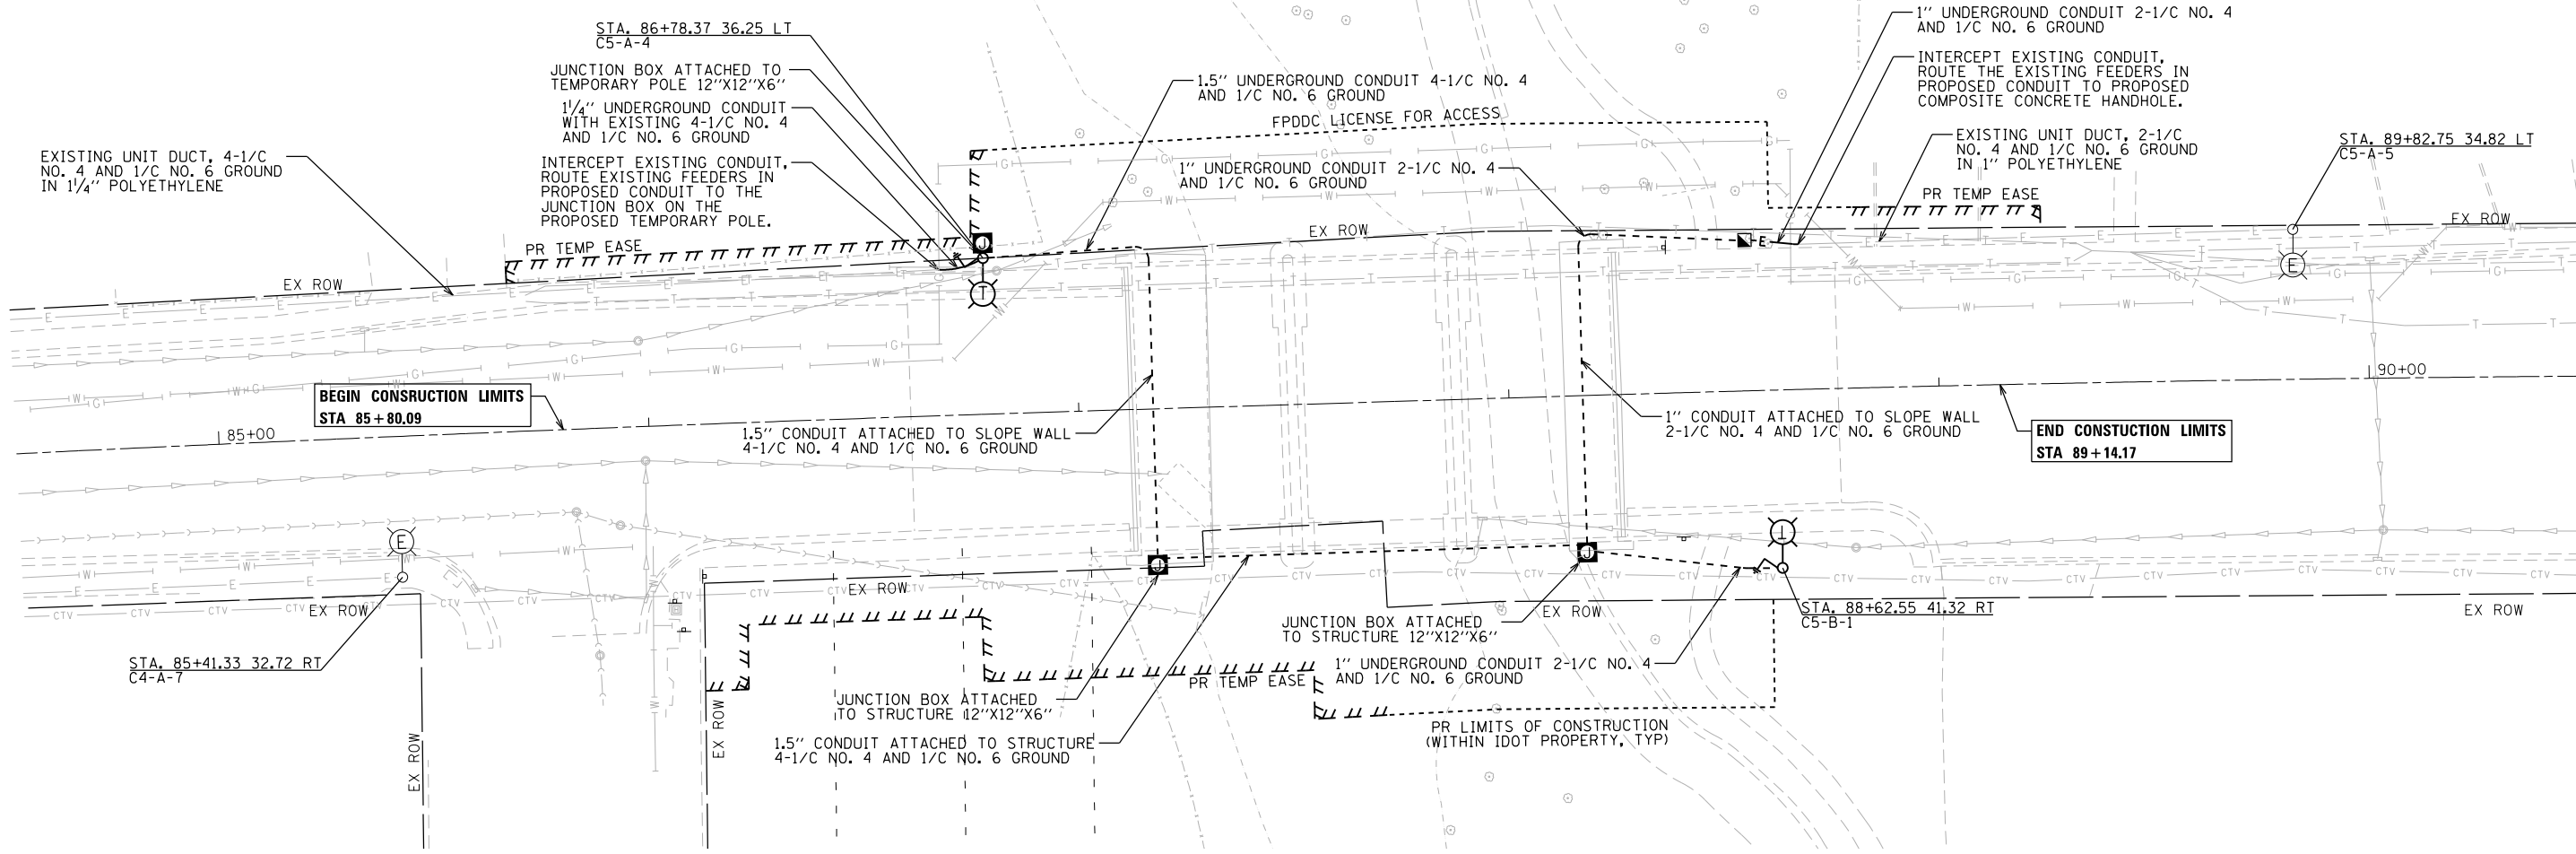 STA. 86+78.37 36.25 LT
C5-A-4
JUNCTION BOX ATTACHED TO
TEMPORARY POLE 12"X12"X6"
1¼" UNDERGROUND CONDUIT
WITH EXISTING 4-1/C NO. 4
AND 1/C NO. 6 GROUND
INTERCEPT EXISTING CONDUIT,
ROUTE EXISTING FEEDERS IN
PROPOSED CONDUIT TO THE
JUNCTION BOX ON THE
PROPOSED TEMPORARY POLE.
EXISTING UNIT DUCT, 4-1/C
NO. 4 AND 1/C NO. 6 GROUND
IN 1¼" POLYETHYLENE
PR TEMP EASE
EX ROW
1.5" UNDERGROUND CONDUIT 4-1/C NO. 4
AND 1/C NO. 6 GROUND
FPDDC LICENSE FOR ACCESS
1" UNDERGROUND CONDUIT 2-1/C NO. 4
AND 1/C NO. 6 GROUND
EX ROW
1" UNDERGROUND CONDUIT 2-1/C NO. 4
AND 1/C NO. 6 GROUND
INTERCEPT EXISTING CONDUIT,
ROUTE THE EXISTING FEEDERS IN
PROPOSED CONDUIT TO PROPOSED
COMPOSITE CONCRETE HANDHOLE.
EXISTING UNIT DUCT, 2-1/C
NO. 4 AND 1/C NO. 6 GROUND
IN 1" POLYETHYLENE
PR TEMP EASE
STA. 89+82.75 34.82 LT
C5-A-5
EX ROW
J
T
E
E
BEGIN CONSRUCTION LIMITS
STA 85+80.09
85+00
1.5" CONDUIT ATTACHED TO SLOPE WALL
4-1/C NO. 4 AND 1/C NO. 6 GROUND
1" CONDUIT ATTACHED TO SLOPE WALL
2-1/C NO. 4 AND 1/C NO. 6 GROUND
90+00
END CONSTUCTION LIMITS
STA 89+14.17
E
J
J
T
EX ROW
EX ROW
EX ROW
EX ROW
STA. 85+41.33 32.72 RT
C4-A-7
EX ROW
EX ROW
JUNCTION BOX ATTACHED
TO STRUCTURE 12"X12"X6"
1.5" CONDUIT ATTACHED TO STRUCTURE
4-1/C NO. 4 AND 1/C NO. 6 GROUND
PR TEMP EASE
JUNCTION BOX ATTACHED
TO STRUCTURE 12"X12"X6"
1" UNDERGROUND CONDUIT 2-1/C NO. 4
AND 1/C NO. 6 GROUND
STA. 88+62.55 41.32 RT
C5-B-1
PR LIMITS OF CONSTRUCTION
(WITHIN IDOT PROPERTY, TYP)